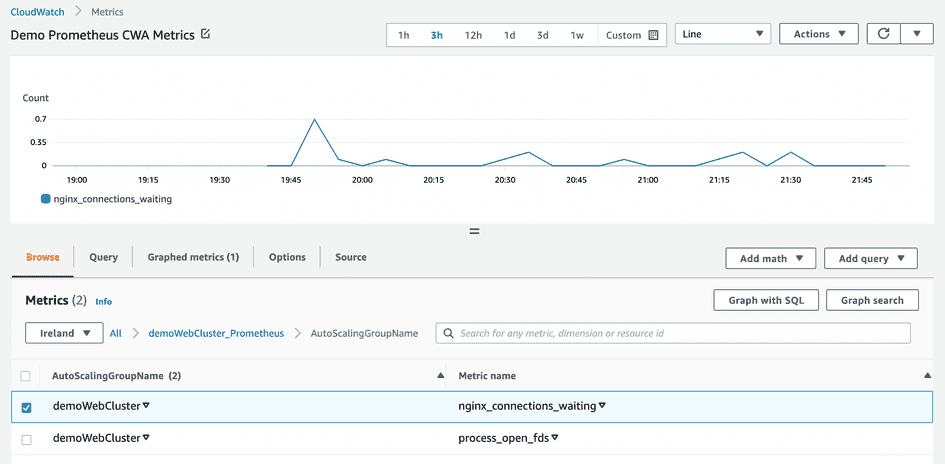 CloudWatch Metrics
Demo Prometheus CWA Metrics
1h 3h 12h 1d 3d 1w Custom Line Actions
Count
0.7
0.35
0
19:00 19:15 19:30 19:45 20:00 20:15 20:30 20:45 21:00 21:15 21:30 21:45
nginx_connections_waiting
Browse Query Graphed metrics (1) Options Source Add math Add query
Metrics (2) Info Graph with SQL Graph search
Ireland All demoWebCluster_Prometheus AutoScalingGroupName Search for any metric, dimension or resource id
AutoScalingGroupName (2) Metric name
demoWebCluster nginx_connections_waiting
demoWebCluster process_open_fds